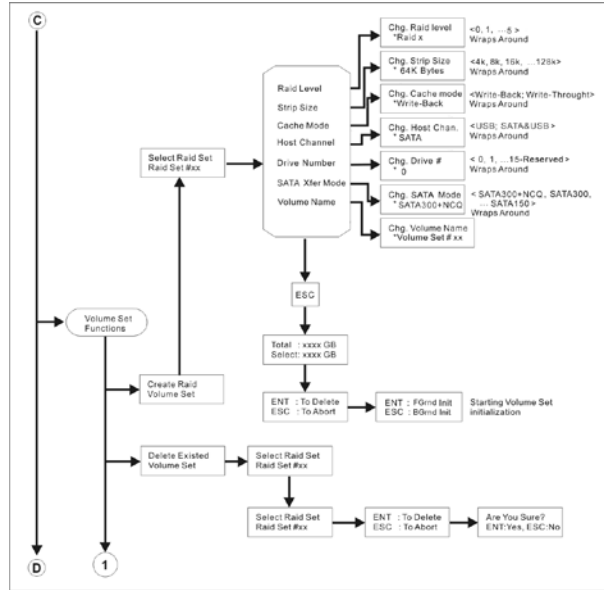 C
Chg. Raid level
*Raid x
<0, 1, ...5 >
Wraps Around
Chg. Strip Size
* 64K Bytes
<4k, 8k, 16k, ...128k>
Wraps Around
Chg. Cache mode
*Write-Back
<Write-Back; Write-Throught>
Wraps Around
Chg. Host Chan.
* SATA
<USB; SATA&USB>
Wraps Around
Chg. Drive #
* 0
< 0, 1, ...15-Reserved>
Wraps Around
Chg. SATA Mode
* SATA300+NCQ
< SATA300+NCQ, SATA300,
... SATA150>
Wraps Around
Chg. Volume Name
*Volume Set # xx
Raid Level
Strip Size
Cache Mode
Host Channel
Drive Number
SATA Xfer Mode
Volume Name
Select Raid Set
Raid Set #xx
ESC
Volume Set
Functions
Total : xxxx GB
Select: xxxx GB
Create Raid
Volume Set
ENT : To Delete
ESC : To Abort
ENT : FGrnd Init
ESC : BGrnd Init
Starting Volume Set
initialization
Delete Existed
Volume Set
Select Raid Set
Raid Set #xx
Select Raid Set
Raid Set #xx
ENT : To Delete
ESC : To Abort
Are You Sure?
ENT:Yes, ESC:No
D
1